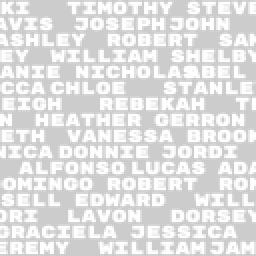 KI TIMOTHY STEVE
AVIS JOSEPH JOHN
ASHLEY ROBERT SAM
EY WILLIAM SHELBY
ANIE NICHOLAS ABEL
CCA CHLOE STANLE
EIGH REBEKAH T
N HEATHER GERRON
ETH VANESSA BROOK
NICA DONNIE JORDI
ALFONSO LUCAS ADA
OMINGO ROBERT RO
SELL EDWARD WILL
ORI LAVON DORSEY
GRACIELA JESSICA
EREMY WILLIAM JAM